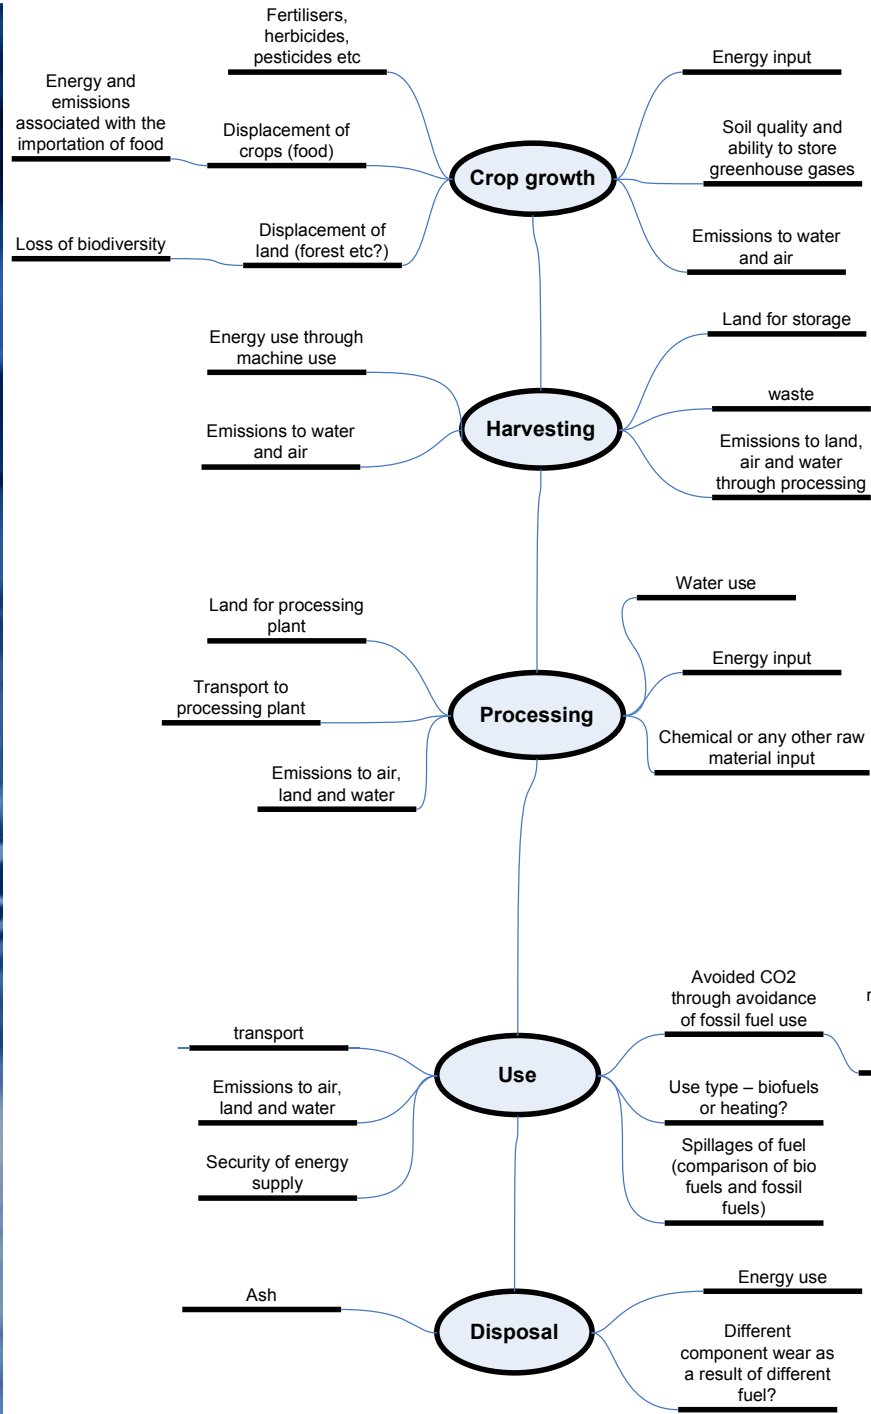 Fertilisers,
herbicides,
pesticides etc
Energy input
Energy and
emissions
associated with the
importation of food
Displacement of
crops (food)
Crop growth
Soil quality and
ability to store
greenhouse gases
Loss of biodiversity
Displacement of
land (forest etc?)
Emissions to water
and air
Energy use through
machine use
Land for storage
Harvesting
waste
Emissions to water
and air
Emissions to land,
air and water
through processing
Land for processing
plant
Water use
Transport to
processing plant
Processing
Energy input
Emissions to air,
land and water
Chemical or any other raw
material input
transport
Avoided CO2
through avoidance
of fossil fuel use
Emissions to air,
land and water
Use
Use type – biofuels
or heating?
Security of energy
supply
Spillages of fuel
(comparison of bio
fuels and fossil
fuels)
Ash
Disposal
Energy use
Different
component wear as
a result of different
fuel?